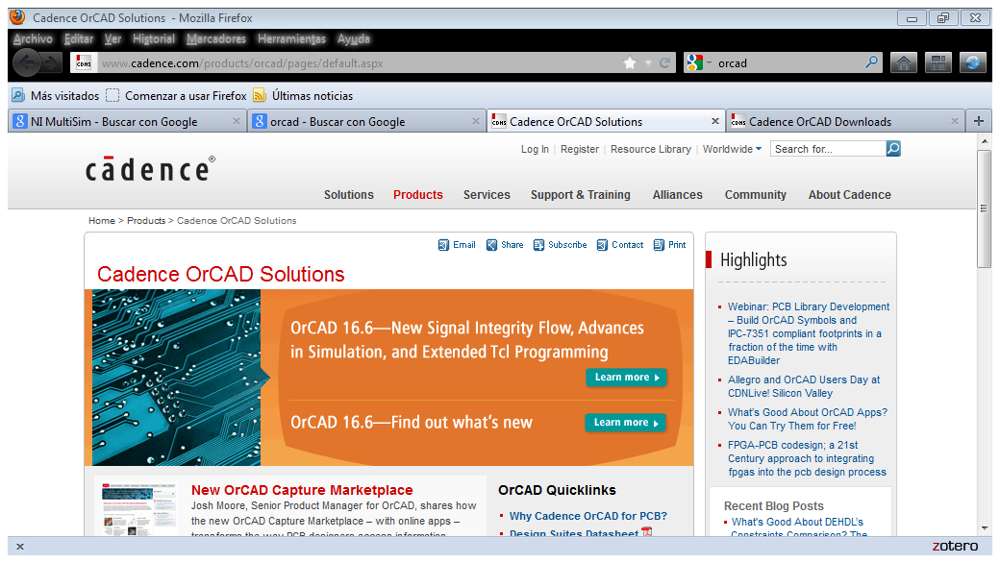 Cadence OrCAD Solutions - Mozilla Firefox
Archivo Editar Ver Historial Marcadores Herramientas Ayuda
CDNS www.cadence.com/products/orcad/pages/default.aspx orcad
Más visitados Comenzar a usar Firefox Últimas noticias
NI MultiSim - Buscar con Google orcad - Buscar con Google CDNS Cadence OrCAD Solutions CDNS Cadence OrCAD Downloads
Log In | Register | Resource Library | Worldwide Search for...
cādence®
Solutions Products Services Support & Training Alliances Community About Cadence
Home > Products > Cadence OrCAD Solutions
Email Share Subscribe Contact Print
Cadence OrCAD Solutions
OrCAD 16.6—New Signal Integrity Flow, Advances
in Simulation, and Extended Tcl Programming
Learn more
OrCAD 16.6—Find out what's new
Learn more
New OrCAD Capture Marketplace
Josh Moore, Senior Product Manager for OrCAD, shares how
the new OrCAD Capture Marketplace – with online apps –
transforms the way PCB designers access information
OrCAD Quicklinks
Why Cadence OrCAD for PCB?
Design Suites Datasheet
Highlights
Webinar: PCB Library Development
– Build OrCAD Symbols and
IPC-7351 compliant footprints in a
fraction of the time with
EDABuilder
Allegro and OrCAD Users Day at
CDNLive! Silicon Valley
What's Good About OrCAD Apps?
You Can Try Them for Free!
FPGA-PCB codesign; a 21st
Century approach to integrating
fpgas into the pcb design process
Recent Blog Posts
What's Good About DEHDL's
Constraints Comparison? The
zotero